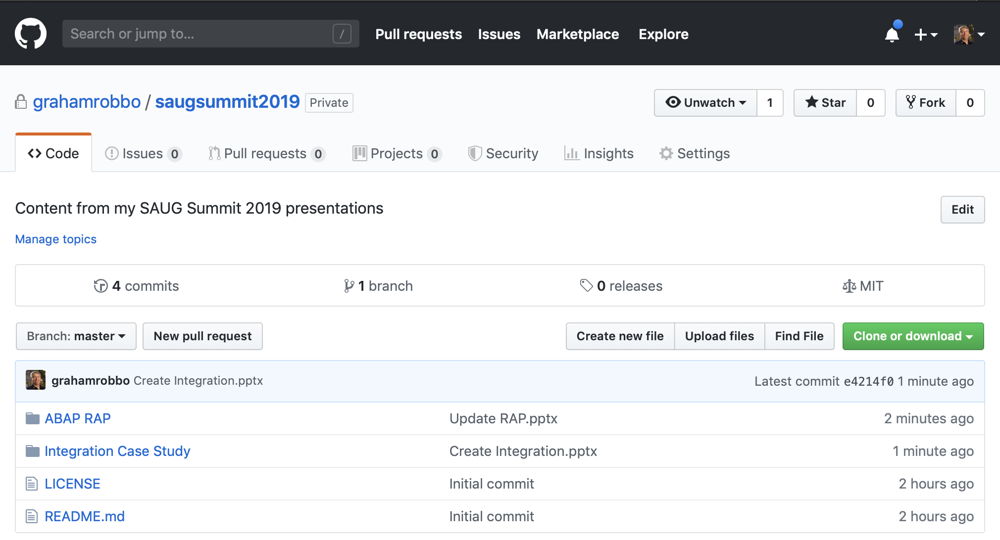 Search or jump to... / Pull requests Issues Marketplace Explore
grahamrobbo / saugsummit2019 Private Unwatch 1 Star 0 Fork 0
Code Issues 0 Pull requests 0 Projects 0 Security Insights Settings
Content from my SAUG Summit 2019 presentations Edit
Manage topics
4 commits 1 branch 0 releases MIT
Branch: master New pull request Create new file Upload files Find File Clone or download
grahamrobbo Create Integration.pptx Latest commit e4214f0 1 minute ago
ABAP RAP Update RAP.pptx 2 minutes ago
Integration Case Study Create Integration.pptx 1 minute ago
LICENSE Initial commit 2 hours ago
README.md Initial commit 2 hours ago